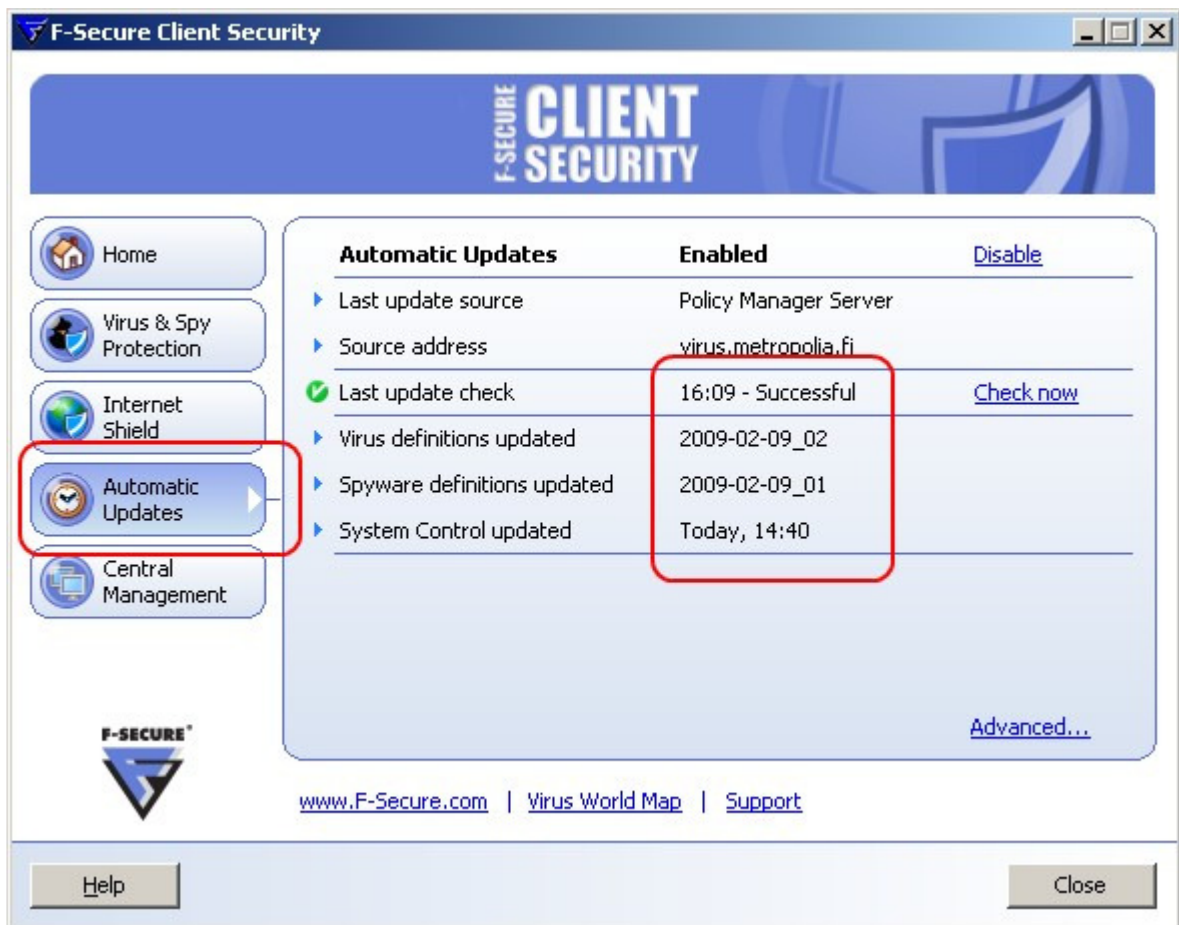 F-Secure Client Security
F-SECURE
CLIENT
SECURITY
Home
Virus & Spy
Protection
Internet
Shield
Automatic
Updates
Central
Management
Automatic Updates Enabled Disable
Last update source Policy Manager Server
Source address virus.metropolia.fi
Last update check 16:09 - Successful Check now
Virus definitions updated 2009-02-09_02
Spyware definitions updated 2009-02-09_01
System Control updated Today, 14:40
Advanced...
F-SECURE®
www.F-Secure.com | Virus World Map | Support
Help Close